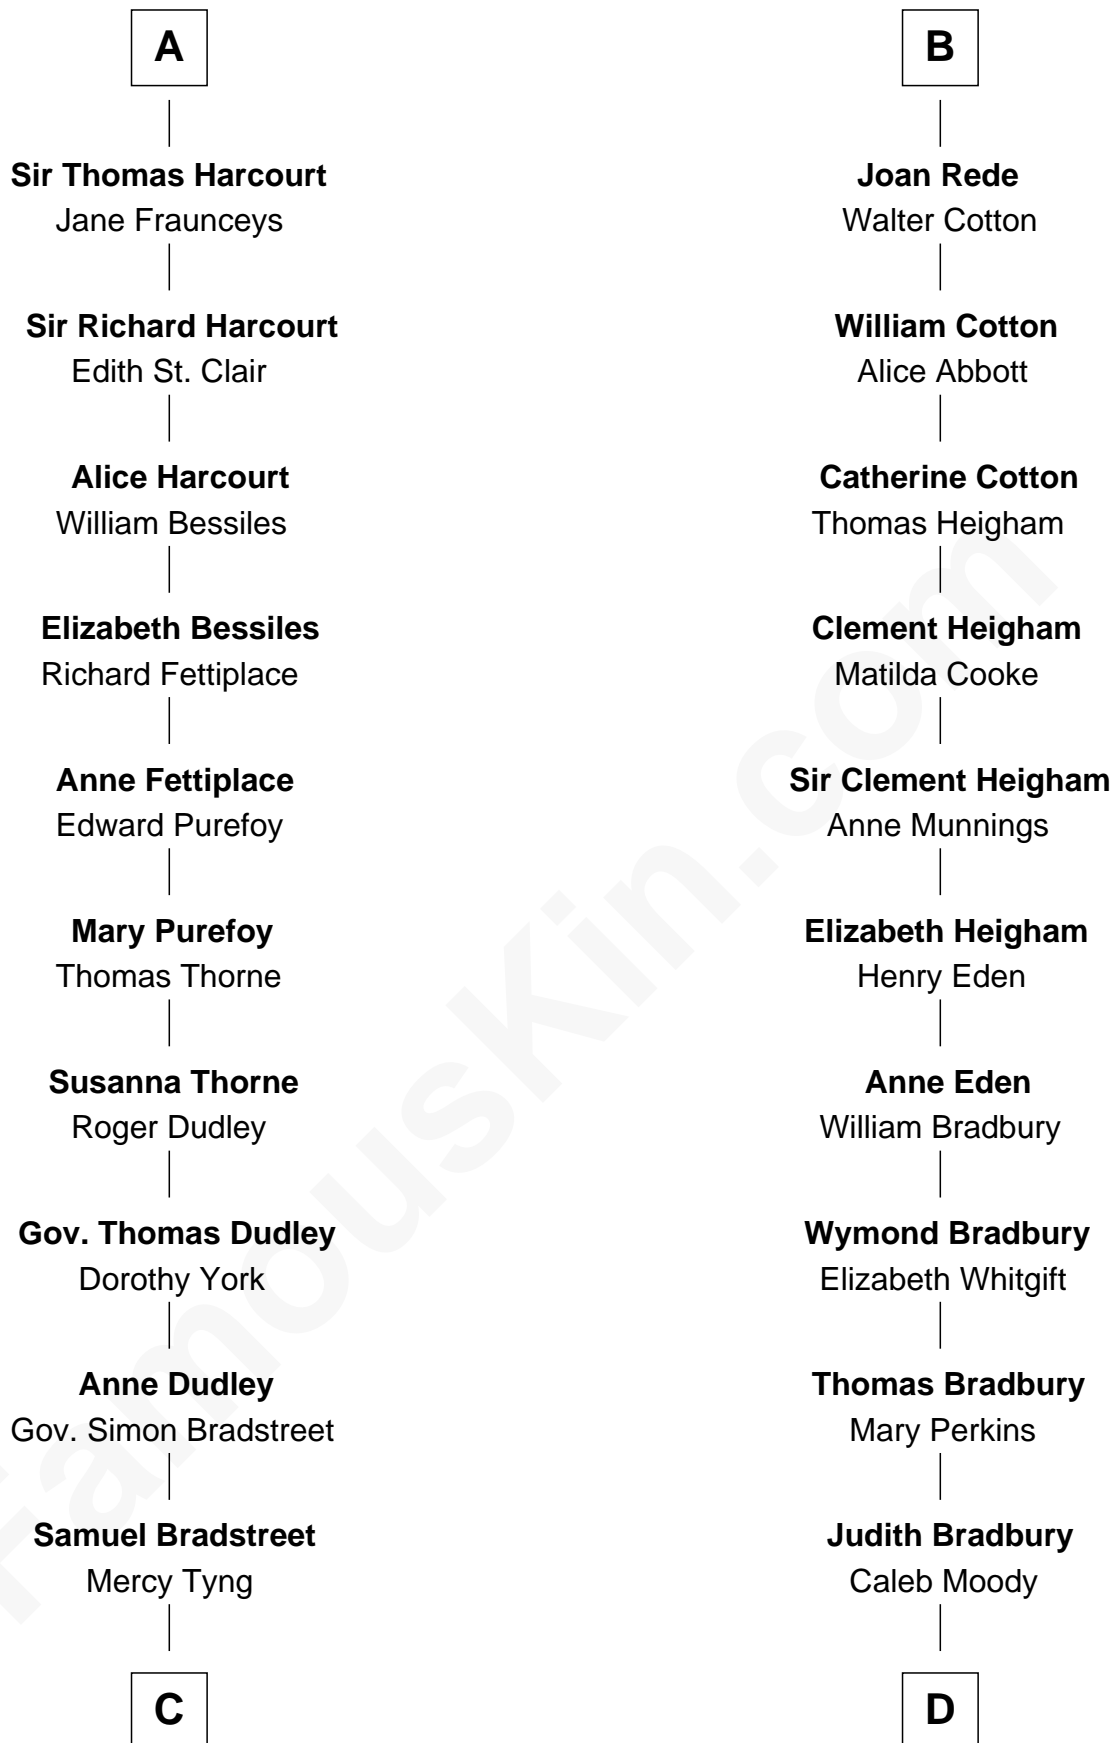 A
Sir Thomas Harcourt
Jane Fraunceys
Sir Richard Harcourt
Edith St. Clair
Alice Harcourt
William Bessiles
Elizabeth Bessiles
Richard Fettiplace
Anne Fettiplace
Edward Purefoy
Mary Purefoy
Thomas Thorne
Susanna Thorne
Roger Dudley
Gov. Thomas Dudley
Dorothy York
Anne Dudley
Gov. Simon Bradstreet
Samuel Bradstreet
Mercy Tyng
C
B
Joan Rede
Walter Cotton
William Cotton
Alice Abbott
Catherine Cotton
Thomas Heigham
Clement Heigham
Matilda Cooke
Sir Clement Heigham
Anne Munnings
Elizabeth Heigham
Henry Eden
Anne Eden
William Bradbury
Wymond Bradbury
Elizabeth Whitgift
Thomas Bradbury
Mary Perkins
Judith Bradbury
Caleb Moody
D
FamousKin.com